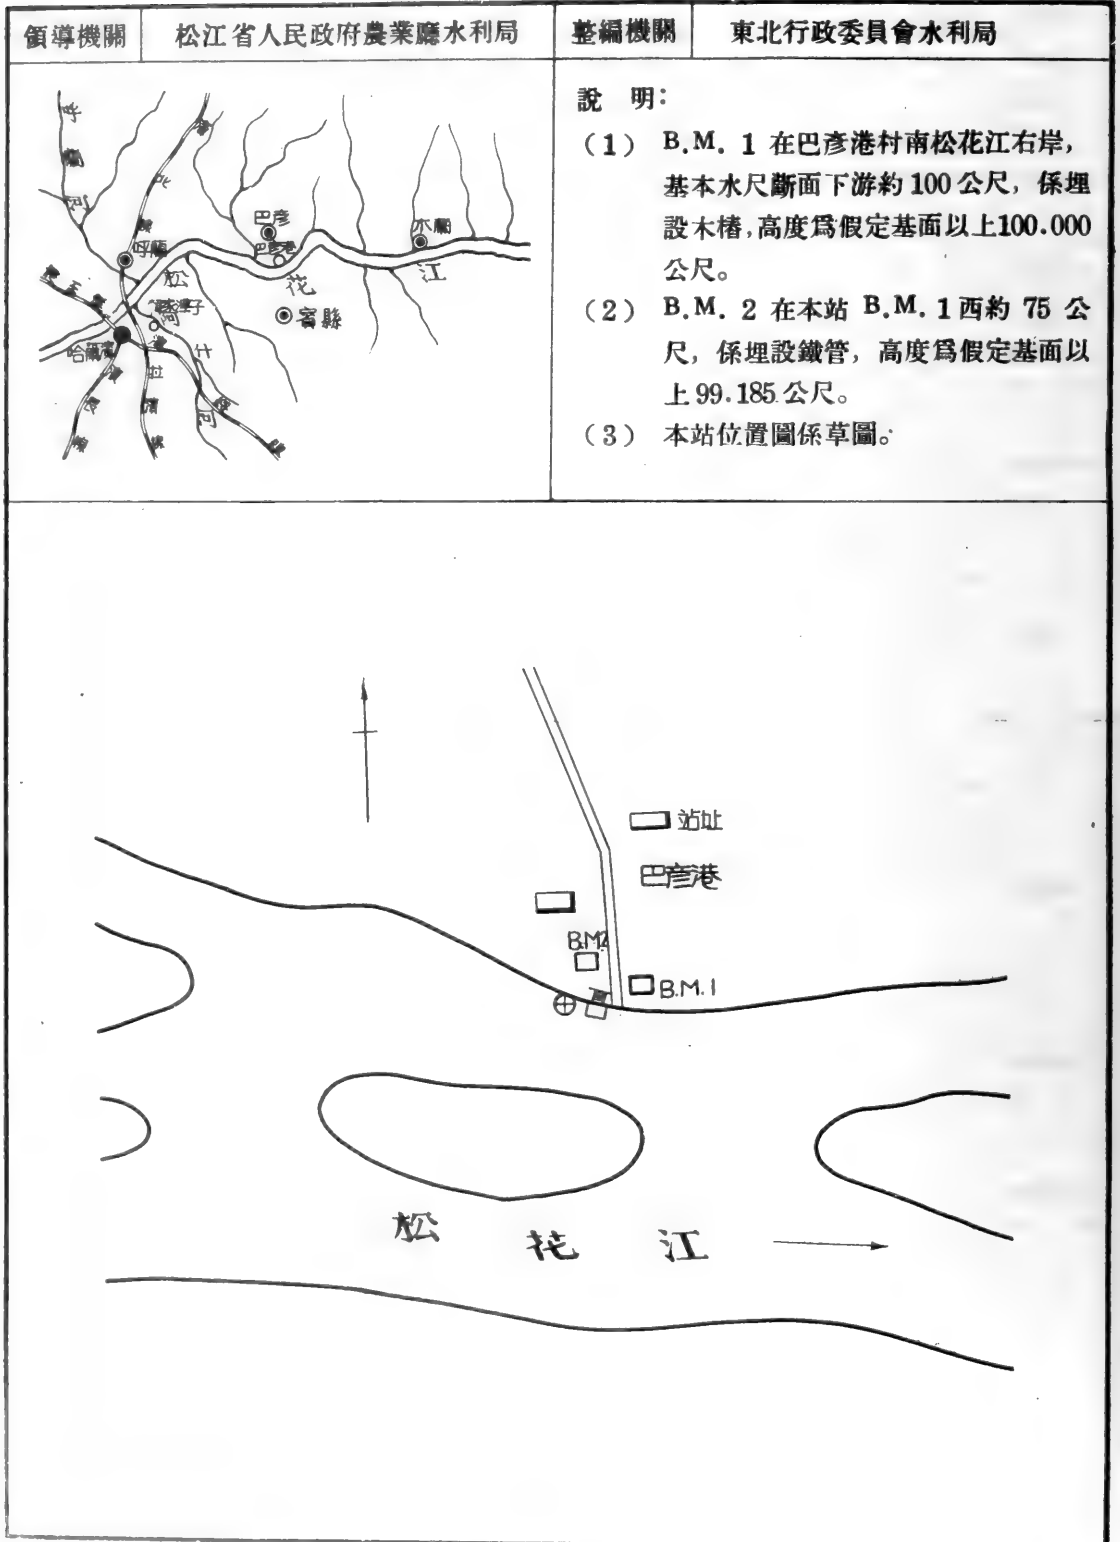 領導機關 松江省人民政府農業廳水利局 整編機關 東北行政委員會水利局
說 明：
（1） B.M. 1 在巴彥港村南松花江右岸，
基本水尺斷面下游約 100 公尺，係埋
設木樁，高度爲假定基面以上100.000
公尺。
（2） B.M. 2 在本站 B.M. 1 西約 75 公
尺，係埋設鐵管，高度爲假定基面以
上 99.185 公尺。
（3） 本站位置圖係草圖。
呼蘭河
呼蘭
巴彥
巴彥港
木蘭
松花江
賓縣
哈爾濱
站址
巴彥港
B.M.2
B.M.1
松花江